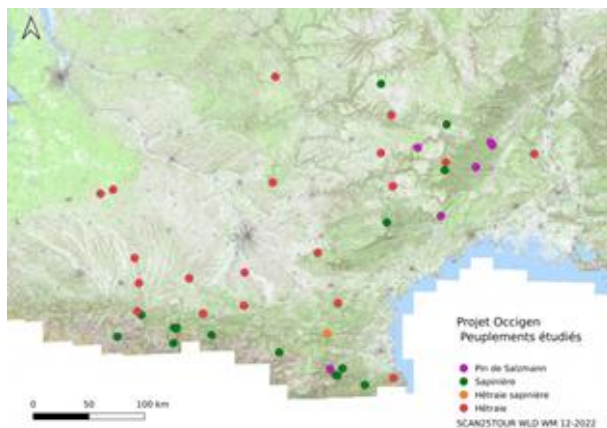 0 50 100 km
Projet Occigen
Peuplements étudiés
Pin de Salzmann
Sapinière
Hêtraie sapinière
Hêtraie
SCAN25TOUR WLD WM 12-2022